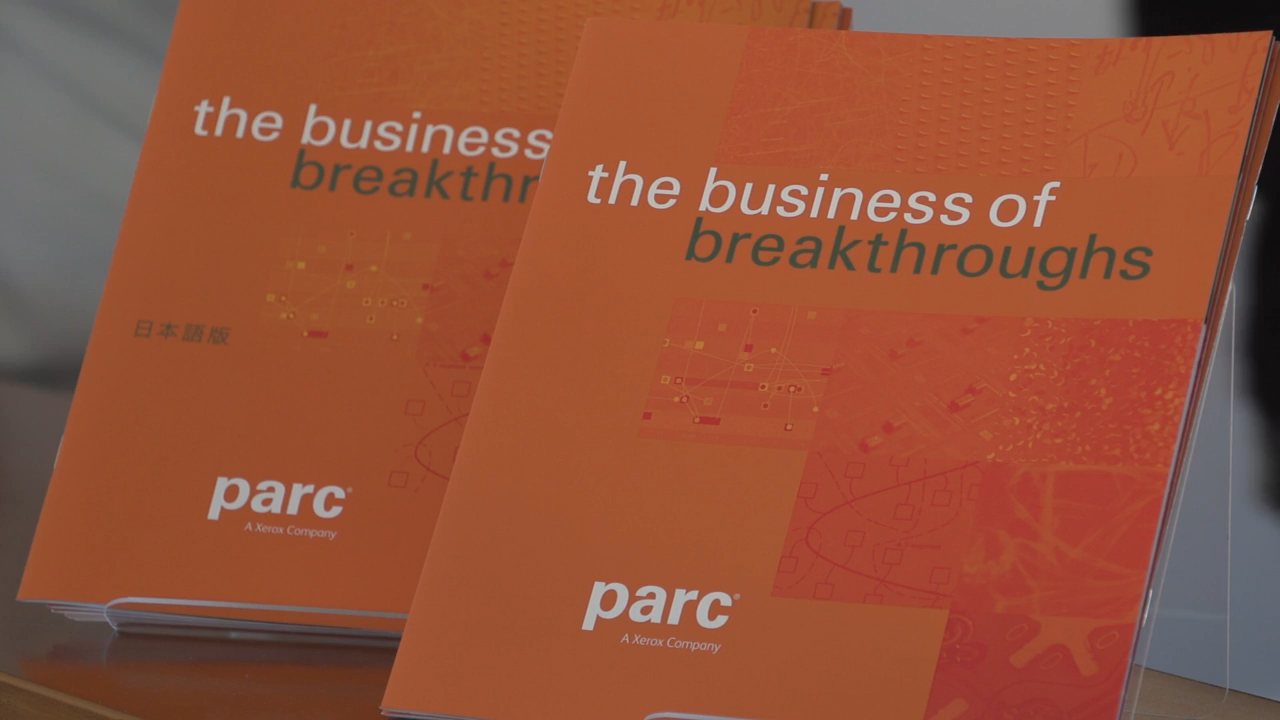 the business
breakthr
日本語版
parc®
A Xerox Company
the business of
breakthroughs
parc®
A Xerox Company